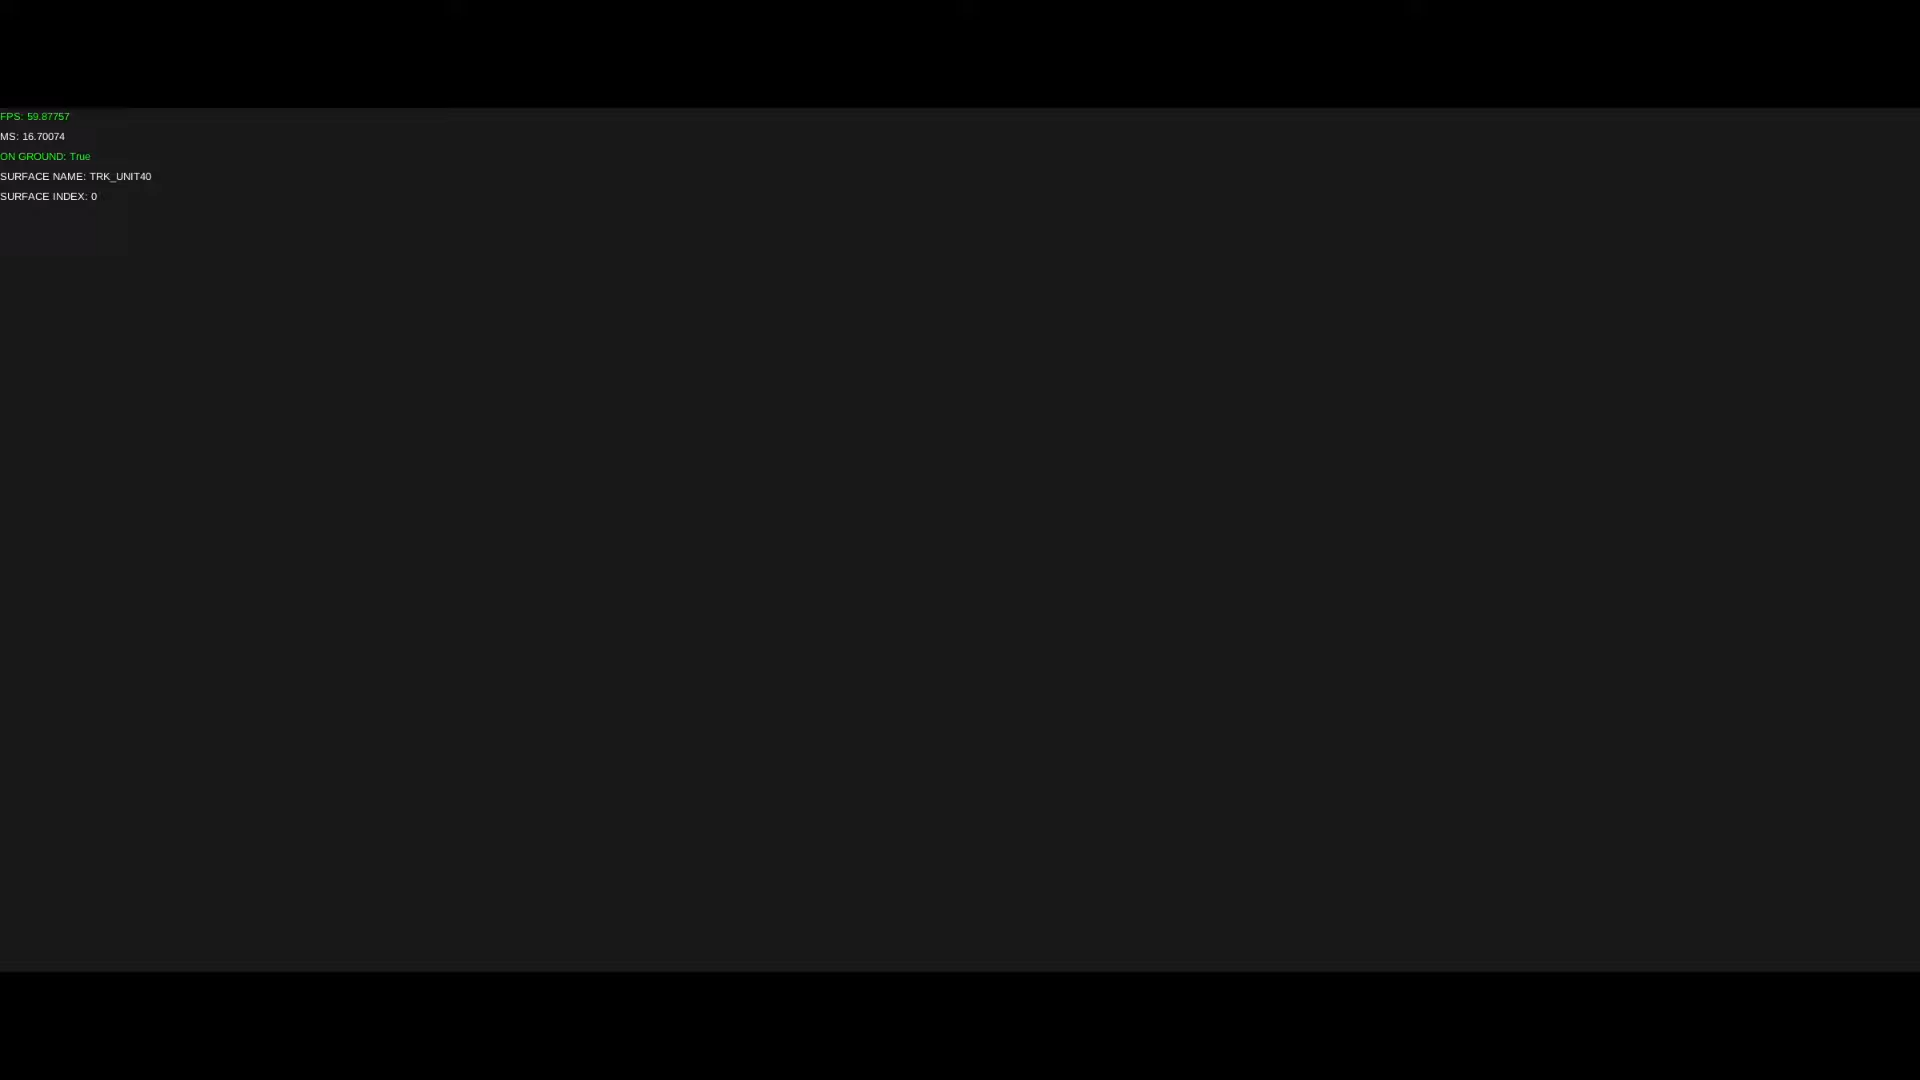 FPS: 59.87757
MS: 16.70074
ON GROUND: True
SURFACE NAME: TRK_UNIT40
SURFACE INDEX: 0